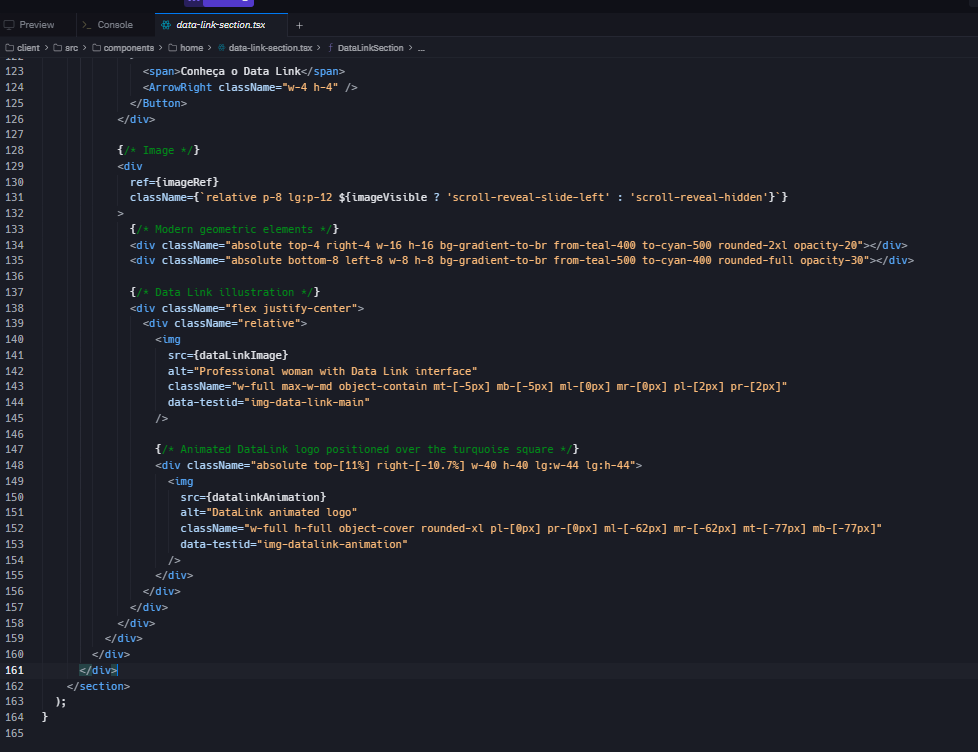 Preview
>_ Console
data-link-section.tsx
+
client > src > components > home > data-link-section.tsx > f DataLinkSection > ...
122
123 <span>Conheça o Data Link</span>
124 <ArrowRight className="w-4 h-4" />
125 </Button>
126 </div>
127
128 {/* Image */}
129 <div
130 ref={imageRef}
131 className={`relative p-8 lg:p-12 ${imageVisible ? 'scroll-reveal-slide-left' : 'scroll-reveal-hidden'}`}
132 >
133 {/* Modern geometric elements */}
134 <div className="absolute top-4 right-4 w-16 h-16 bg-gradient-to-br from-teal-400 to-cyan-500 rounded-2xl opacity-20"></div>
135 <div className="absolute bottom-8 left-8 w-8 h-8 bg-gradient-to-br from-teal-500 to-cyan-400 rounded-full opacity-30"></div>
136
137 {/* Data Link illustration */}
138 <div className="flex justify-center">
139 <div className="relative">
140 <img
141 src={dataLinkImage}
142 alt="Professional woman with Data Link interface"
143 className="w-full max-w-md object-contain mt-[-5px] mb-[-5px] ml-[0px] mr-[0px] pl-[2px] pr-[2px]"
144 data-testid="img-data-link-main"
145 />
146
147 {/* Animated DataLink logo positioned over the turquoise square */}
148 <div className="absolute top-[11%] right-[-10.7%] w-40 h-40 lg:w-44 lg:h-44">
149 <img
150 src={datalinkAnimation}
151 alt="DataLink animated logo"
152 className="w-full h-full object-cover rounded-xl pl-[0px] pr-[0px] ml-[-62px] mr-[-62px] mt-[-77px] mb-[-77px]"
153 data-testid="img-datalink-animation"
154 />
155 </div>
156 </div>
157 </div>
158 </div>
159 </div>
160 </div>
161 </div>
162 </section>
163 );
164 }
165